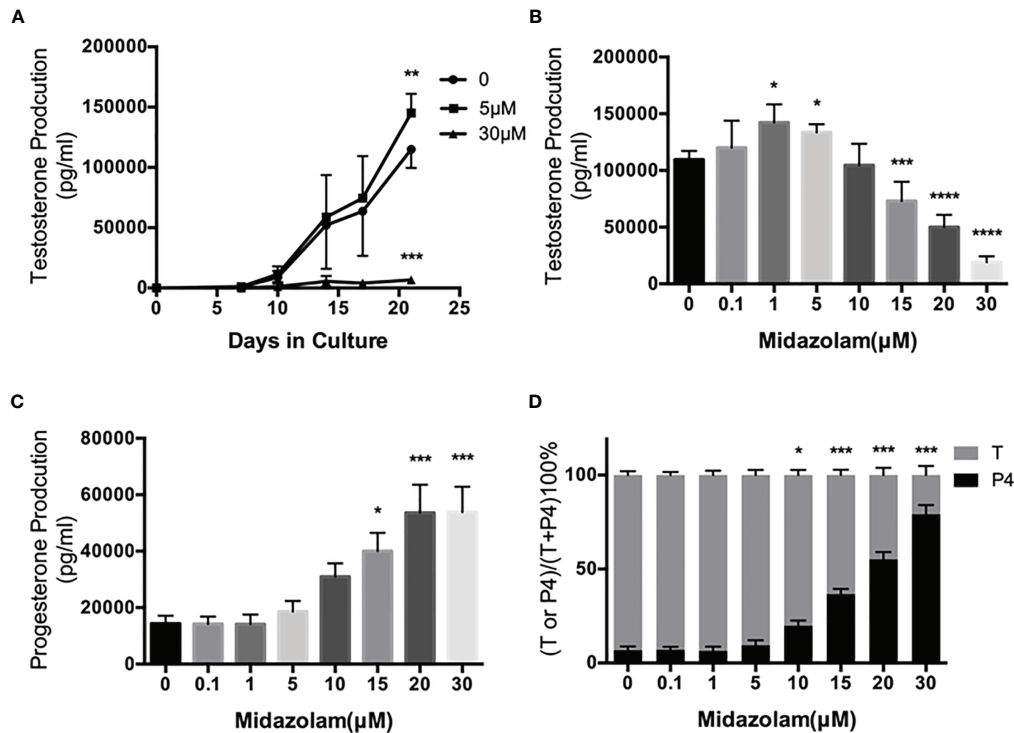 A
Testosterone Prodcution
(pg/ml)
200000
150000
100000
50000
0
0 5 10 15 20 25
Days in Culture
**
***
0
5µM
30µM
B
Testosterone Prodcution
(pg/ml)
200000
150000
100000
50000
0
* * *** **** ****
0 0.1 1 5 10 15 20 30
Midazolam(µM)
C
Progesterone Prodcution
(pg/ml)
80000
60000
40000
20000
0
* *** ***
0 0.1 1 5 10 15 20 30
Midazolam(µM)
D
(T or P4)/(T+P4)100%
100
50
0
* *** *** ***
0 0.1 1 5 10 15 20 30
Midazolam(µM)
T
P4